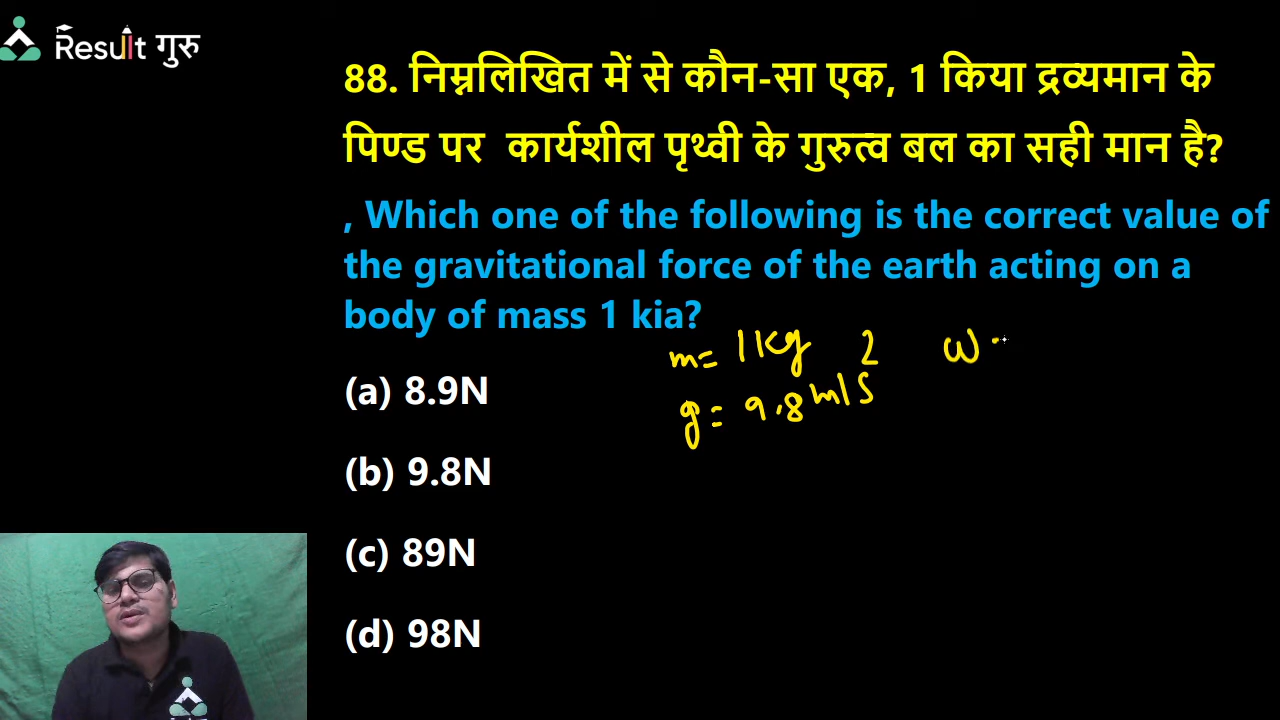 Result गुरु
88. निम्नलिखित में से कौन-सा एक, 1 किया द्रव्यमान के
पिण्ड पर कार्यशील पृथ्वी के गुरुत्व बल का सही मान है?
, Which one of the following is the correct value of
the gravitational force of the earth acting on a
body of mass 1 kia?
m= 1kg
g= 9.8 m/s2
W
(a) 8.9N
(b) 9.8N
(c) 89N
(d) 98N